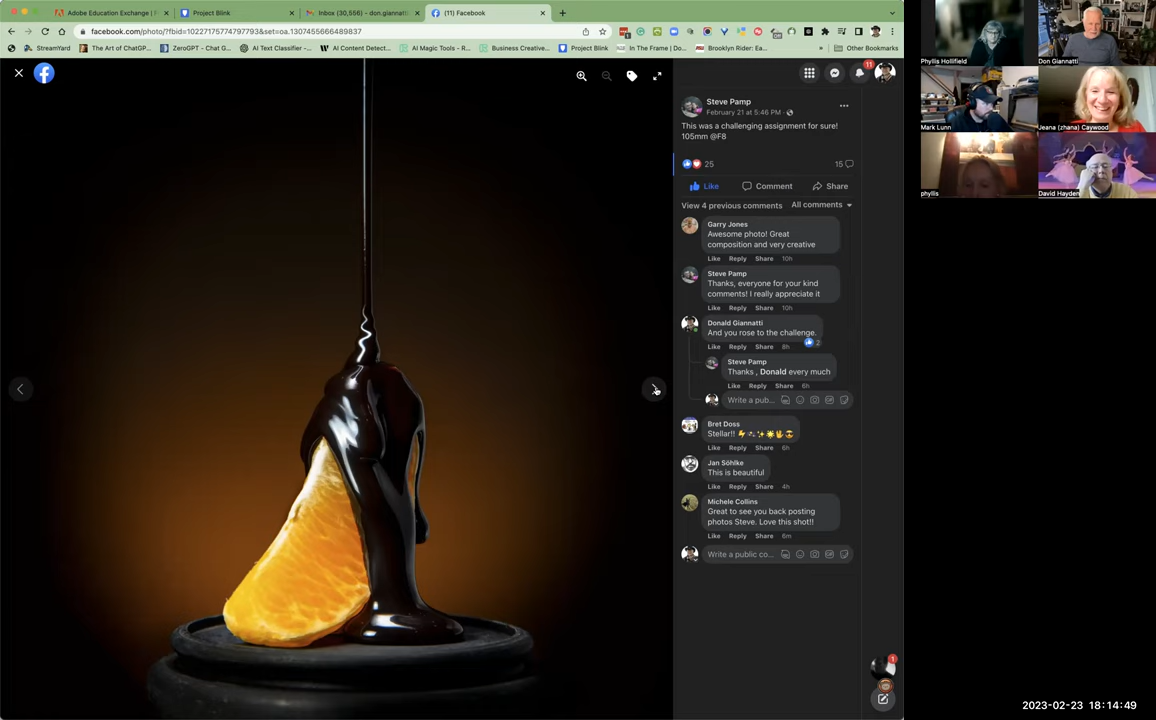 Adobe Education Exchange | F
Project Blink
Inbox (30,556) - don.giannatti
(11) Facebook
facebook.com/photo/?fbid=10227175774797793&set=oa.1307455666489837
StreamYard
The Art of ChatGP...
ZeroGPT - Chat G...
AI Text Classifier -...
AI Content Detect...
AI Magic Tools - R...
Business Creative...
Project Blink
In The Frame | Do...
Brooklyn Rider: Ea...
»
Other Bookmarks
11
Steve Pamp
February 21 at 5:46 PM ·
This was a challenging assignment for sure!
105mm @F8
25
15
Like
Comment
Share
View 4 previous comments
All comments
Garry Jones
Awesome photo! Great
composition and very creative
Like Reply Share 10h
Steve Pamp
Thanks, everyone for your kind
comments! I really appreciate it
Like Reply Share 10h
Donald Giannatti
And you rose to the challenge.
2
Like Reply Share 8h
Steve Pamp
Thanks , Donald every much
Like Reply Share 6h
Write a pub...
Bret Doss
Stellar!!
Like Reply Share 6h
Jan Söhlke
This is beautiful
Like Reply Share 4h
Michele Collins
Great to see you back posting
photos Steve. Love this shot!!
Like Reply Share 6m
Write a public co...
1
Phyllis Hollifield
Don Giannatti
Mark Lunn
Jeana (zhana) Caywood
phyllis
David Hayden
2023-02-23 18:14:49